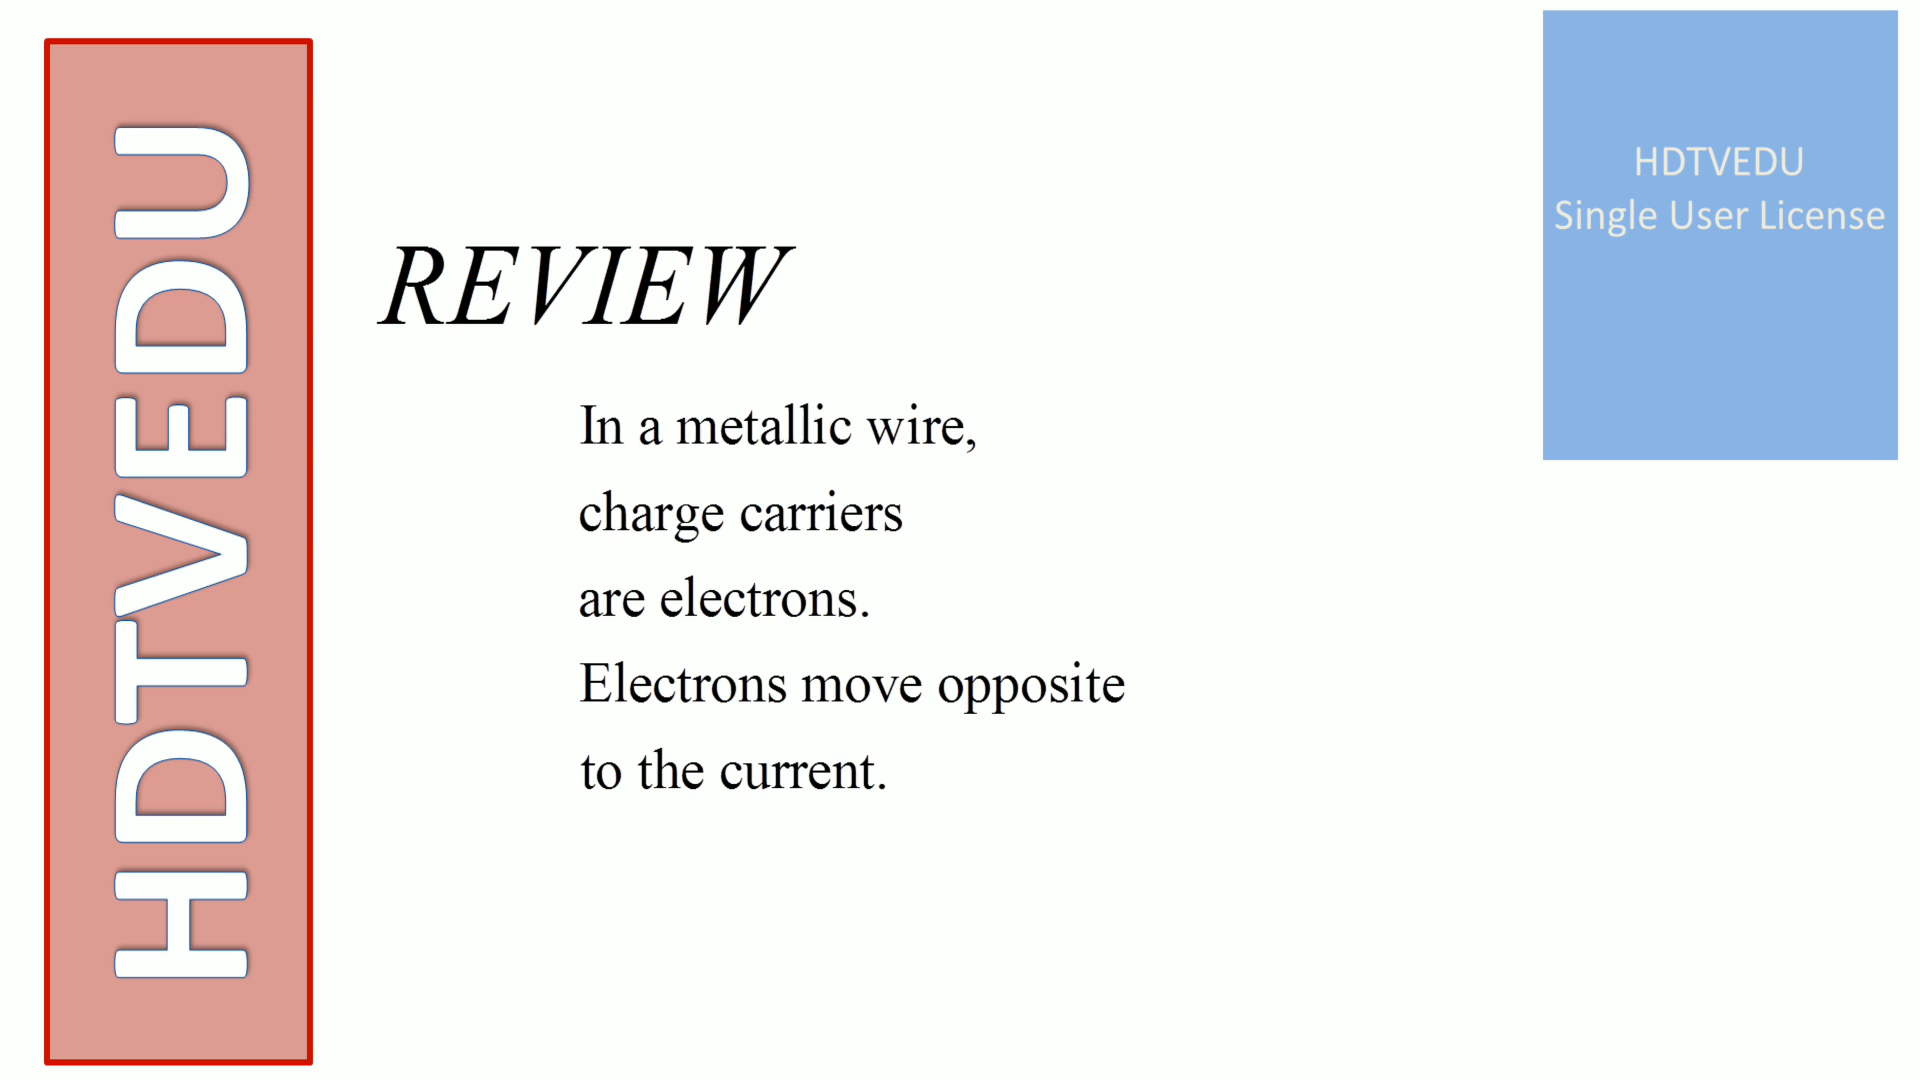 HDTVEDU
HDTVEDU
Single User License
REVIEW
In a metallic wire,
charge carriers
are electrons.
Electrons move opposite
to the current.